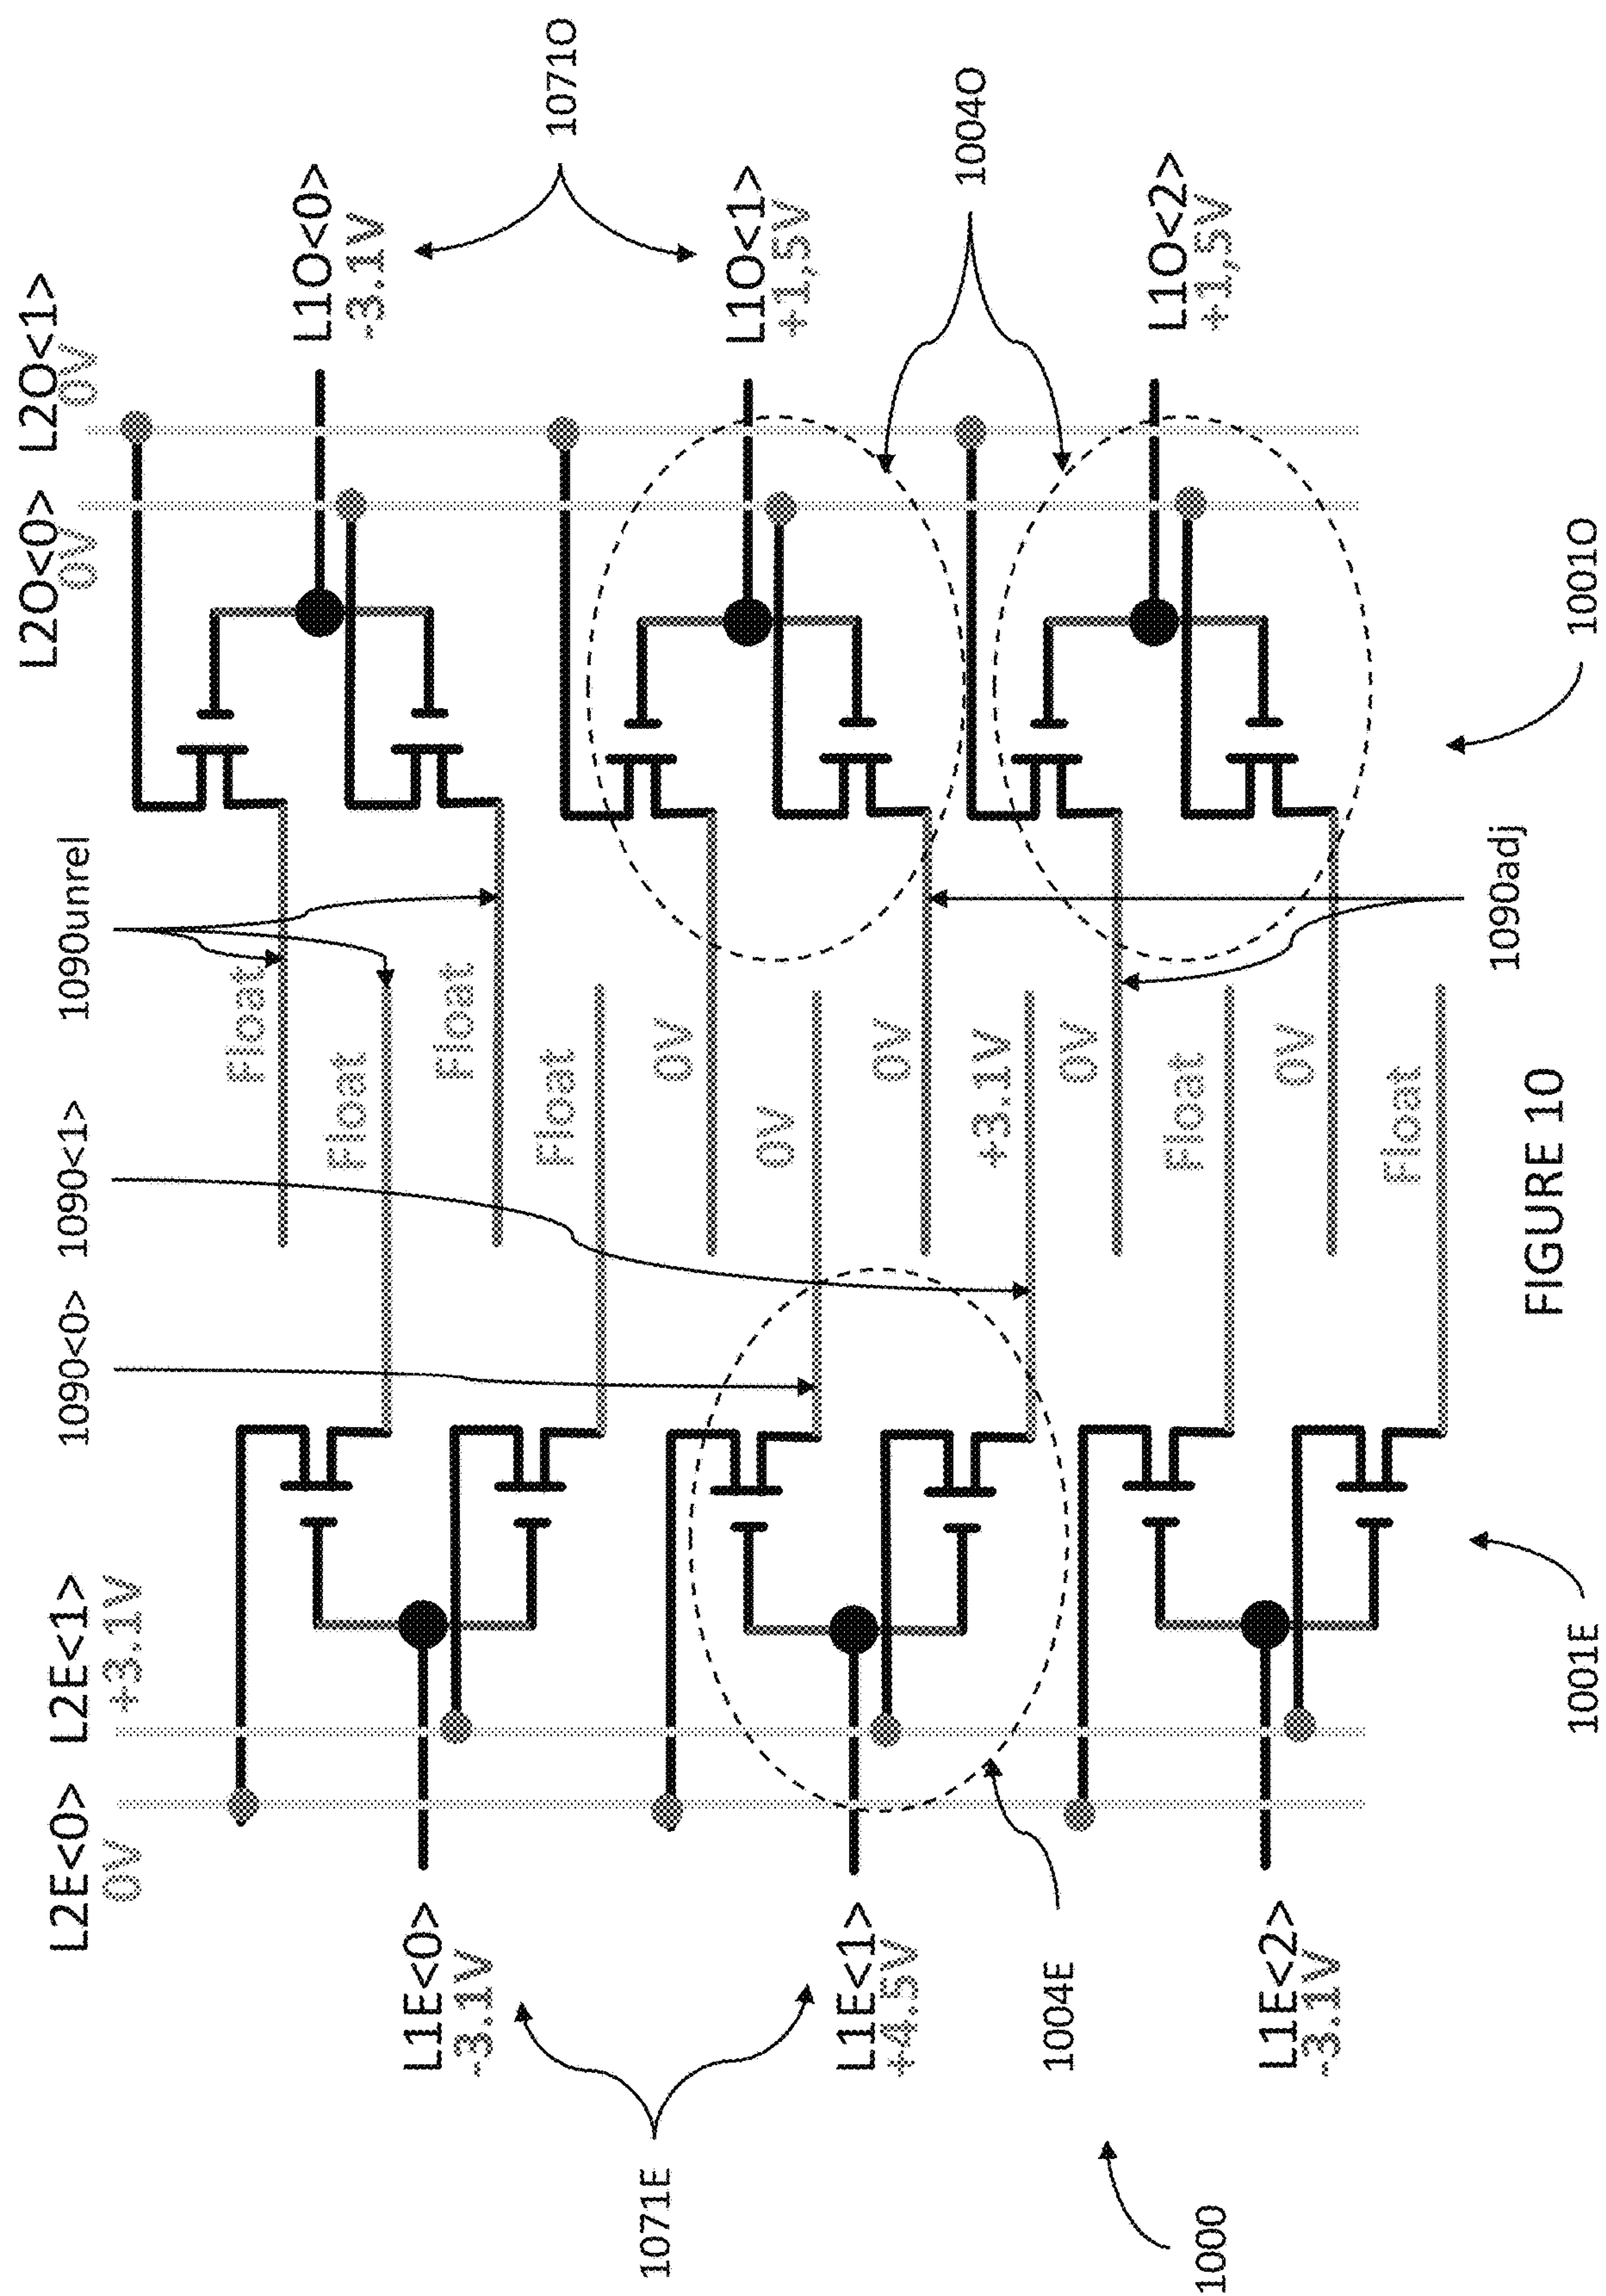 L2E<0> L2E<1> 1090<0> 1090<1> 1090unrel L2O<0> L2O<1>
0V +3.1V 0V 0V
Float
L1O<0>
-3.1V
Float
L1E<0>
-3.1V
Float
1071O
Float
1071E
0V
L1O<1>
+1,5V
0V
L1E<1>
+4.5V
0V
1004O
+3.1V
1004E
0V
L1O<2>
+1,5V
Float
1000
L1E<2>
-3.1V
0V
Float
1090adj
1001E
1001O
FIGURE 10